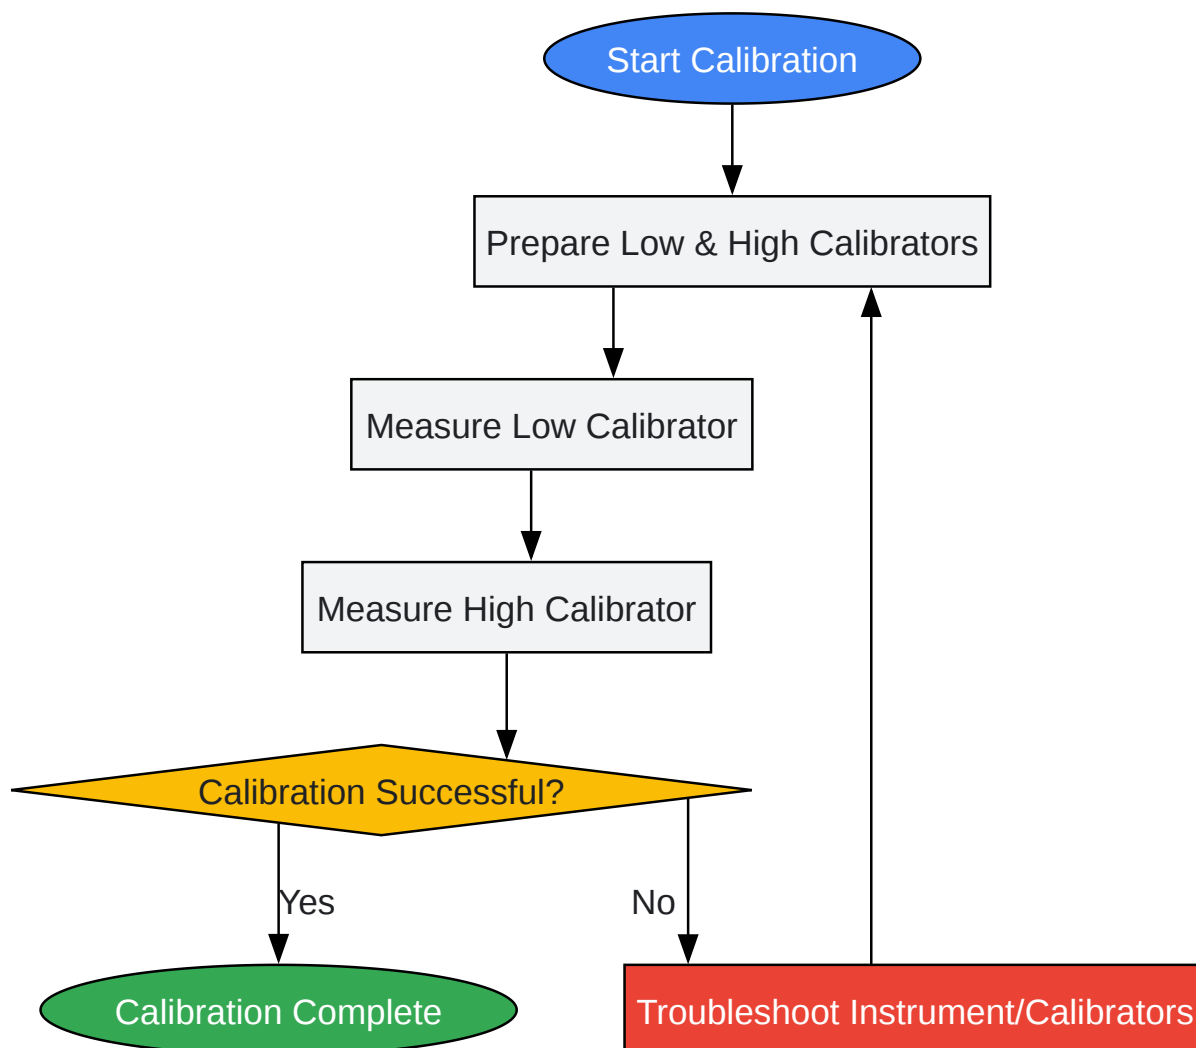 Start Calibration
Prepare Low & High Calibrators
Measure Low Calibrator
Measure High Calibrator
Calibration Successful?
Yes
No
Calibration Complete
Troubleshoot Instrument/Calibrators